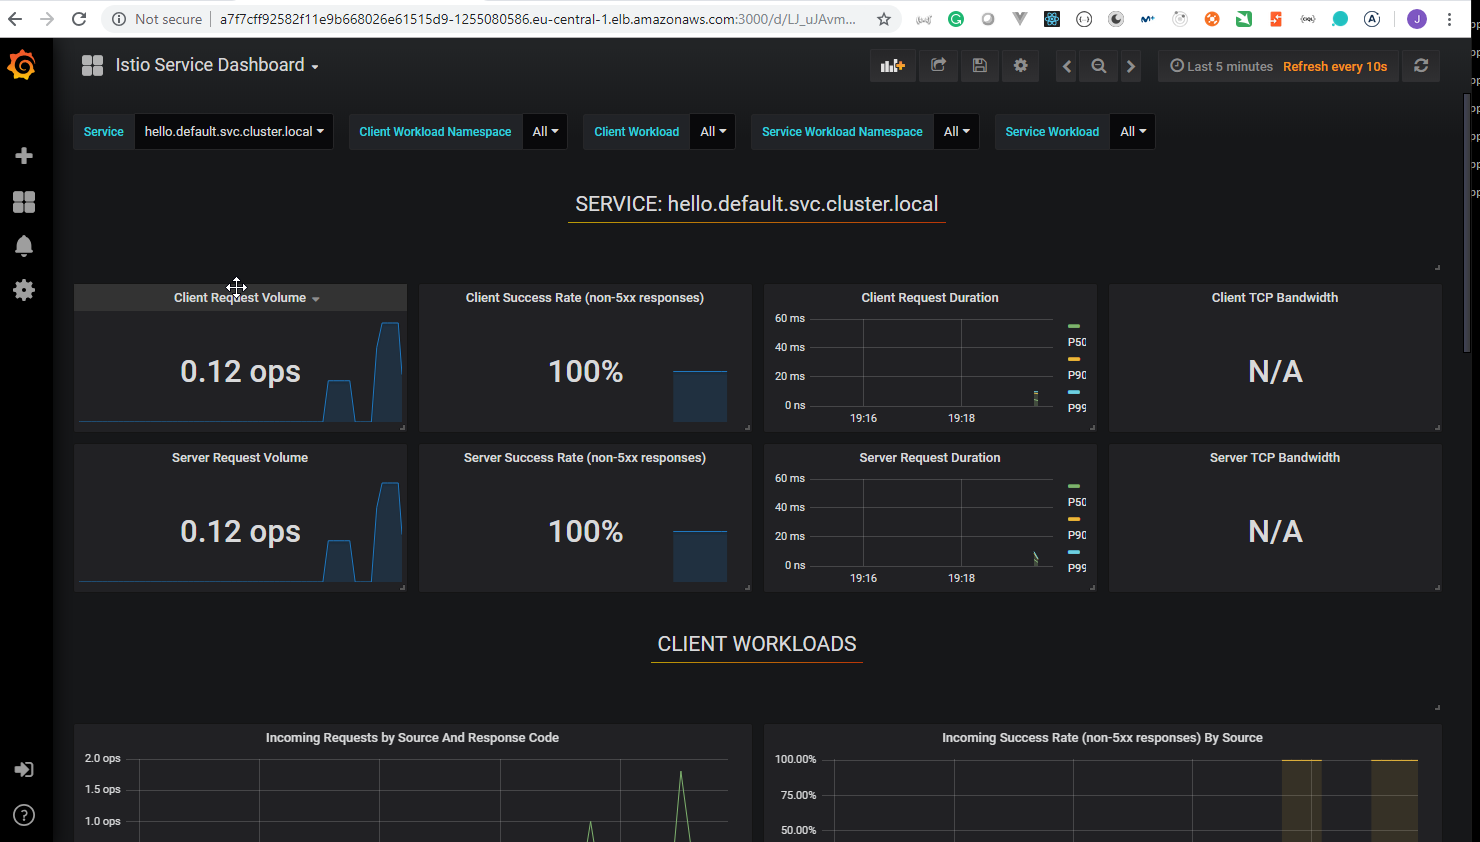 Not secure | a7f7cff92582f11e9b668026e61515d9-1255080586.eu-central-1.elb.amazonaws.com:3000/d/LJ_uJAvm... J
Istio Service Dashboard Last 5 minutes Refresh every 10s
Service hello.default.svc.cluster.local Client Workload Namespace All Client Workload All Service Workload Namespace All Service Workload All
SERVICE: hello.default.svc.cluster.local
Client Request Volume Client Success Rate (non-5xx responses) Client Request Duration Client TCP Bandwidth
0.12 ops
100%
60 ms
40 ms
20 ms
0 ns
19:16 19:18
P50
P90
P99
N/A
Server Request Volume Server Success Rate (non-5xx responses) Server Request Duration Server TCP Bandwidth
0.12 ops
100%
60 ms
40 ms
20 ms
0 ns
19:16 19:18
P50
P90
P99
N/A
CLIENT WORKLOADS
Incoming Requests by Source And Response Code Incoming Success Rate (non-5xx responses) By Source
2.0 ops
1.5 ops
1.0 ops
100.00%
75.00%
50.00%